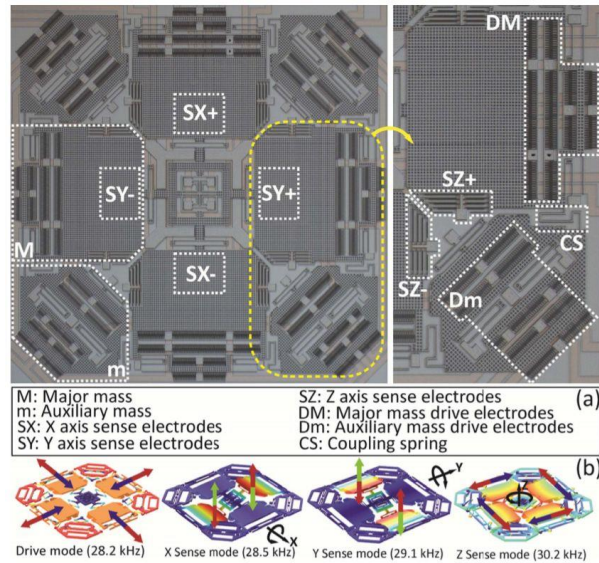 SX+
SY-
SY+
M
SX-
m
DM
SZ+
CS
SZ-
Dm
M: Major mass
m: Auxiliary mass
SX: X axis sense electrodes
SY: Y axis sense electrodes
SZ: Z axis sense electrodes
DM: Major mass drive electrodes
Dm: Auxiliary mass drive electrodes
CS: Coupling spring
(a)
(b)
X
Y
Z
Drive mode (28.2 kHz)
X Sense mode (28.5 kHz)
Y Sense mode (29.1 kHz)
Z Sense mode (30.2 kHz)